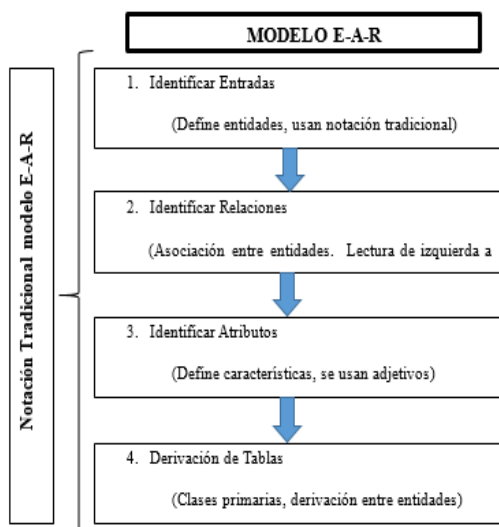 MODELO E-A-R
Notación Tradicional modelo E-A-R
1. Identificar Entradas
(Define entidades, usan notación tradicional)
2. Identificar Relaciones
(Asociación entre entidades. Lectura de izquierda a
3. Identificar Atributos
(Define características, se usan adjetivos)
4. Derivación de Tablas
(Clases primarias, derivación entre entidades)